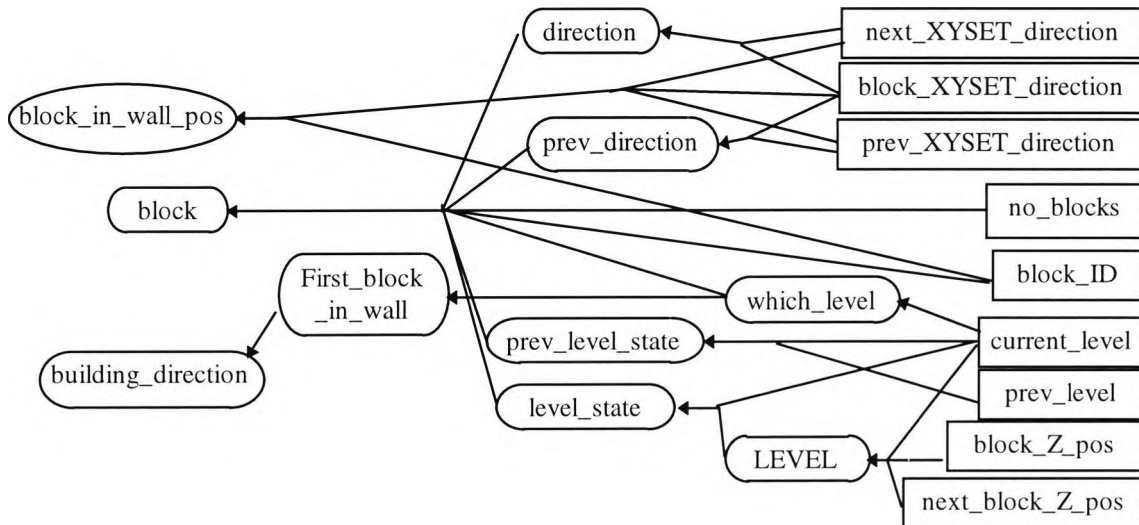 direction
next_XYSET_direction
block_XYSET_direction
block_in_wall_pos
prev_direction
prev_XYSET_direction
block
no_blocks
First_block
_in_wall
block_ID
which_level
prev_level_state
current_level
building_direction
prev_level
level_state
block_Z_pos
LEVEL
next_block_Z_pos